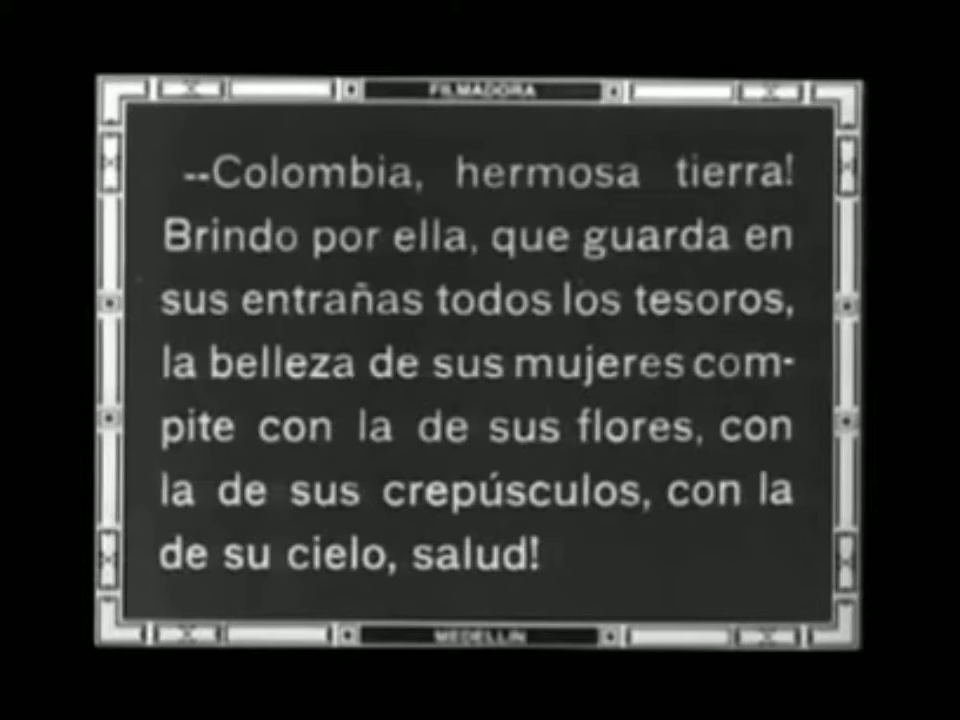 FILMADORA
--Colombia, hermosa tierra!
Brindo por ella, que guarda en
sus entrañas todos los tesoros,
la belleza de sus mujeres com-
pite con la de sus flores, con
la de sus crepúsculos, con la
de su cielo, salud!
MEDELLIN